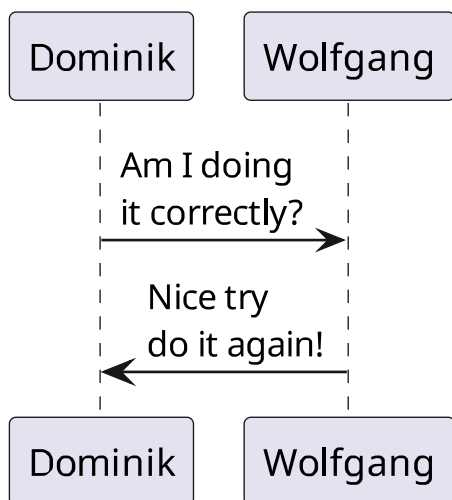 Dominik Wolfgang
Am I doing
it correctly?
Nice try
do it again!
Dominik Wolfgang